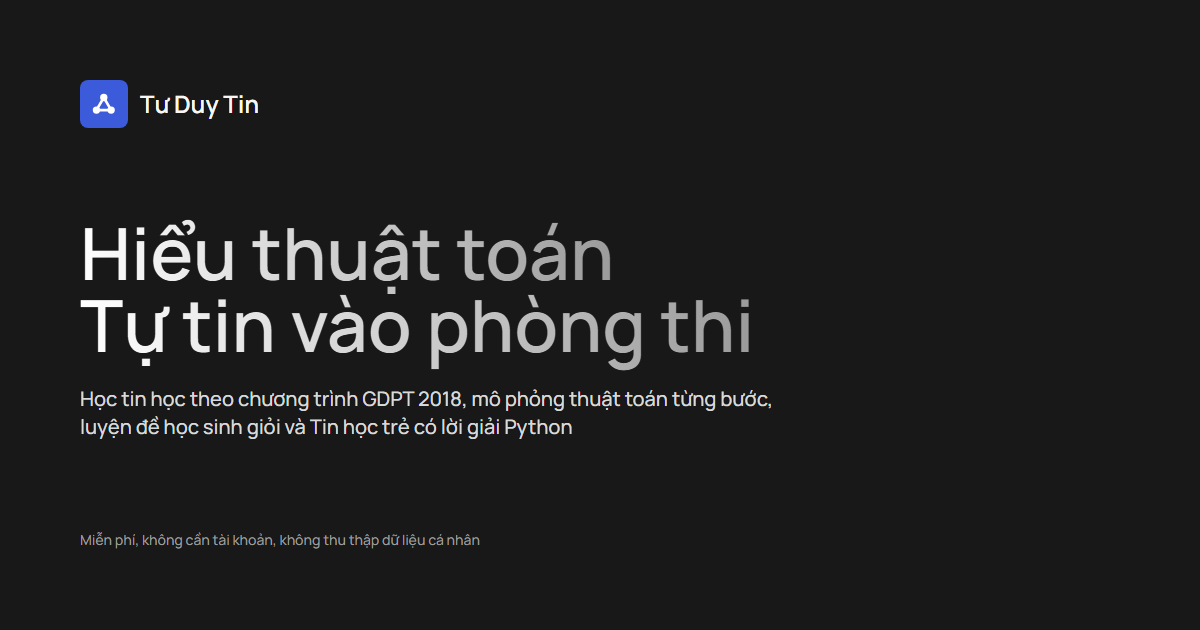 Tư Duy Tin
Hiểu thuật toán
Tự tin vào phòng thi
Học tin học theo chương trình GDPT 2018, mô phỏng thuật toán từng bước,
luyện đề học sinh giỏi và Tin học trẻ có lời giải Python
Miễn phí, không cần tài khoản, không thu thập dữ liệu cá nhân